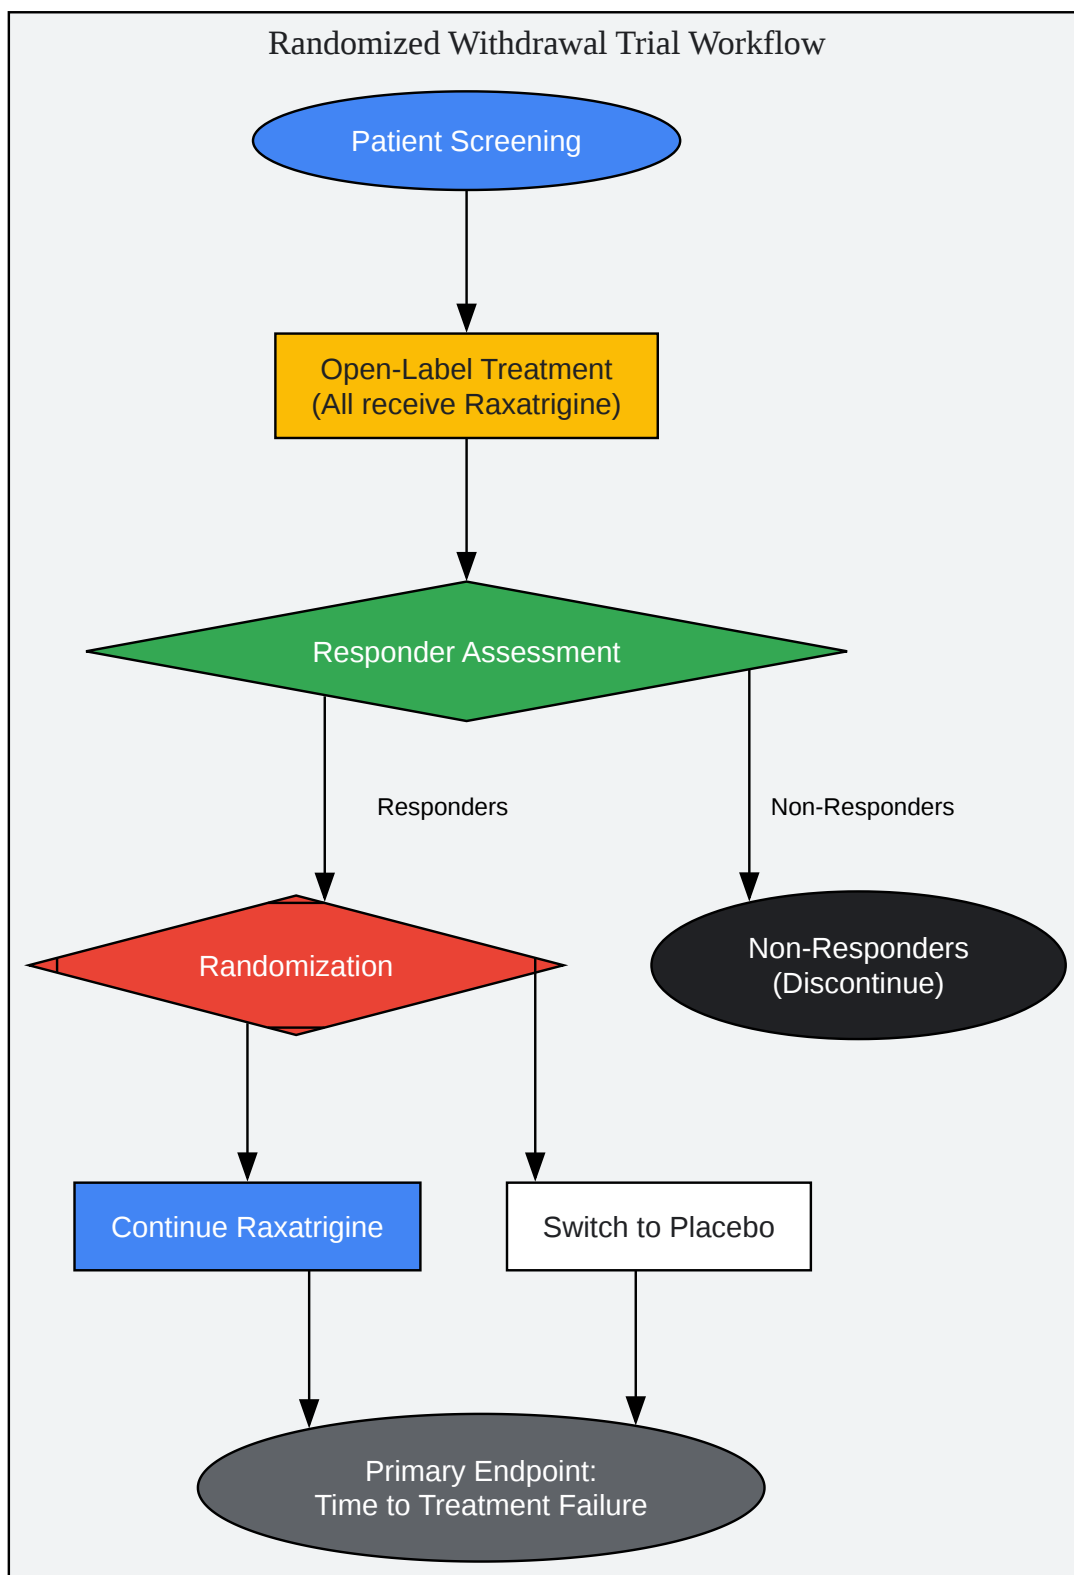 Randomized Withdrawal Trial Workflow
Patient Screening
Open-Label Treatment
(All receive Raxatrigine)
Responder Assessment
Responders
Non-Responders
Randomization
Non-Responders
(Discontinue)
Continue Raxatrigine
Switch to Placebo
Primary Endpoint:
Time to Treatment Failure